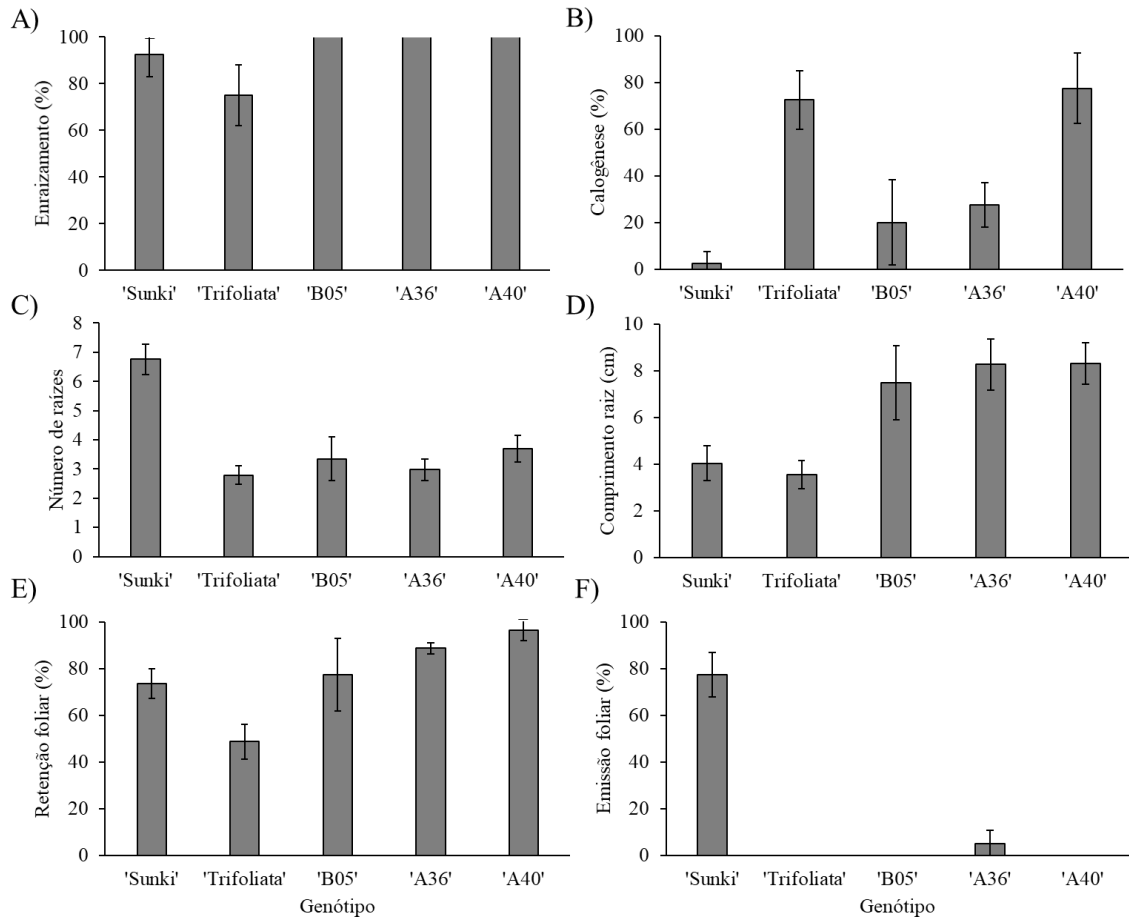 A)
Enraizamento (%)
100
80
60
40
20
0
'Sunki' 'Trifoliata' 'B05' 'A36' 'A40'
B)
Calogênese (%)
100
80
60
40
20
0
'Sunki' 'Trifoliata' 'B05' 'A36' 'A40'
C)
Número de raízes
8
7
6
5
4
3
2
1
0
'Sunki' 'Trifoliata' 'B05' 'A36' 'A40'
D)
Comprimento raiz (cm)
10
8
6
4
2
0
Sunki' Trifoliata' 'B05' 'A36' 'A40'
E)
Retenção foliar (%)
100
80
60
40
20
0
'Sunki' 'Trifoliata' 'B05' 'A36' 'A40'
Genótipo
F)
Emissão foliar (%)
100
80
60
40
20
0
'Sunki' 'Trifoliata' 'B05' 'A36' 'A40'
Genótipo